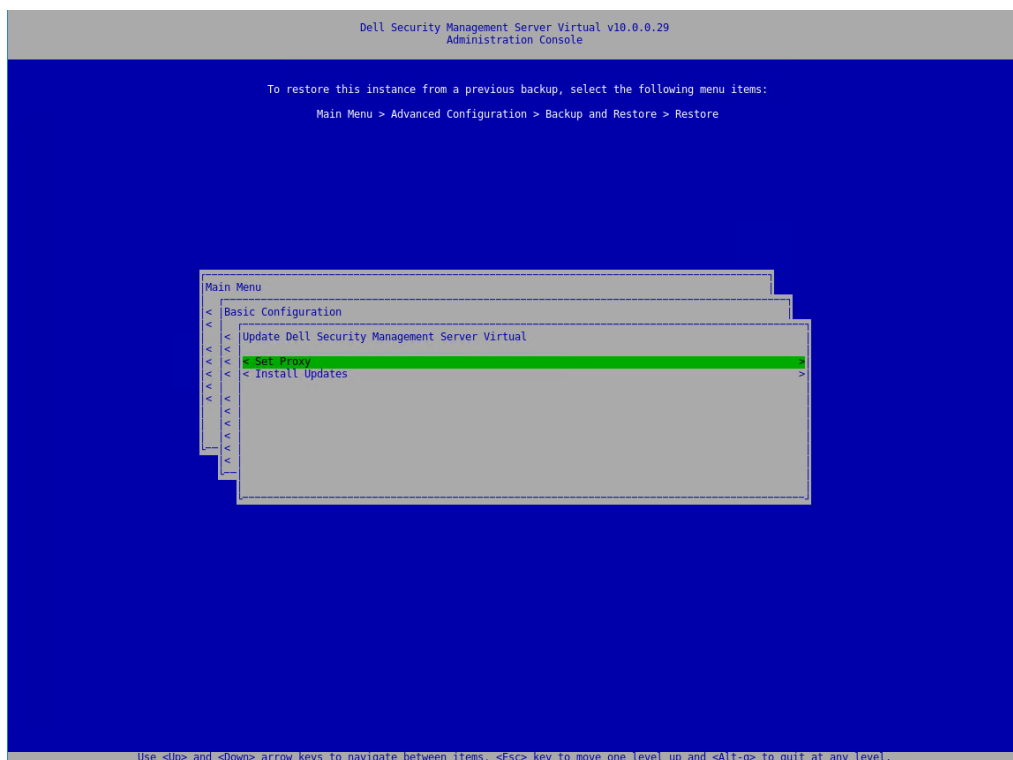 Dell Security Management Server Virtual v10.0.0.29
Administration Console
To restore this instance from a previous backup, select the following menu items:
Main Menu > Advanced Configuration > Backup and Restore > Restore
Main Menu
Basic Configuration
Update Dell Security Management Server Virtual
< Set Proxy >
< Install Updates >
Use <Up> and <Down> arrow keys to navigate between items, <Esc> key to move one level up and <Alt-q> to quit at any level.